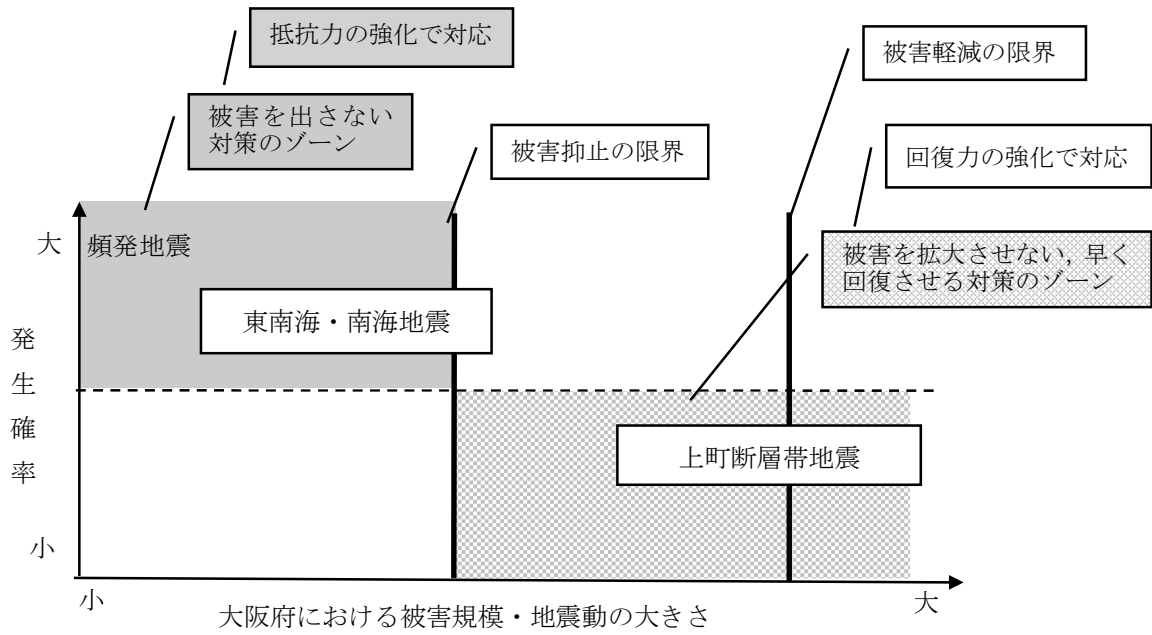 抵抗力の強化で対応
被害軽減の限界
被害を出さない
対策のゾーン
被害抑止の限界
回復力の強化で対応
大
頻発地震
被害を拡大させない，早く
回復させる対策のゾーン
東南海・南海地震
発生確率
上町断層帯地震
小
小
大阪府における被害規模・地震動の大きさ
大